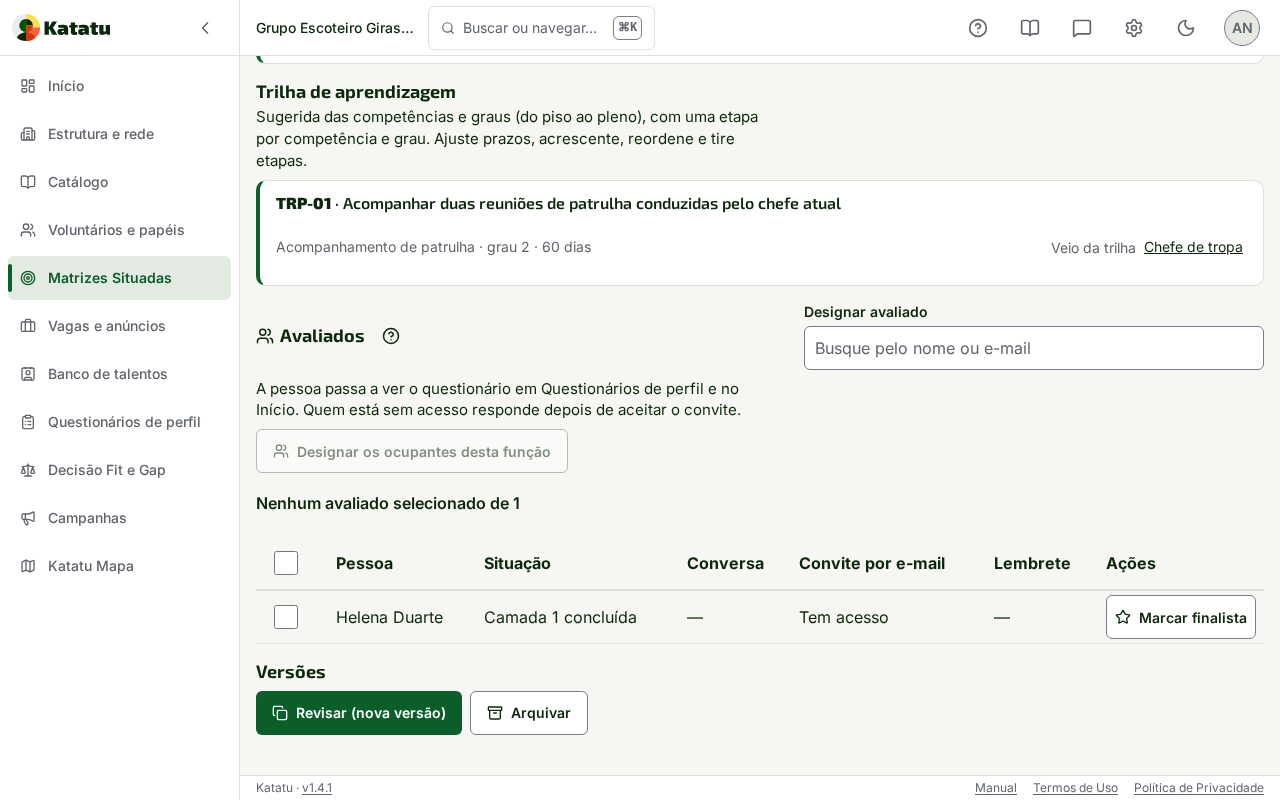 Katatu
Grupo Escoteiro Giras...
Buscar ou navegar...
⌘K
AN
Início
Estrutura e rede
Catálogo
Voluntários e papéis
Matrizes Situadas
Vagas e anúncios
Banco de talentos
Questionários de perfil
Decisão Fit e Gap
Campanhas
Katatu Mapa
Trilha de aprendizagem
Sugerida das competências e graus (do piso ao pleno), com uma etapa
por competência e grau. Ajuste prazos, acrescente, reordene e tire
etapas.
TRP-01 · Acompanhar duas reuniões de patrulha conduzidas pelo chefe atual
Acompanhamento de patrulha · grau 2 · 60 dias
Veio da trilha Chefe de tropa
Avaliados
Designar avaliado
Busque pelo nome ou e-mail
A pessoa passa a ver o questionário em Questionários de perfil e no
Início. Quem está sem acesso responde depois de aceitar o convite.
Designar os ocupantes desta função
Nenhum avaliado selecionado de 1
Pessoa Situação Conversa Convite por e-mail Lembrete Ações
Helena Duarte Camada 1 concluída — Tem acesso — Marcar finalista
Versões
Revisar (nova versão) Arquivar
Katatu · v1.4.1
Manual Termos de Uso Política de Privacidade